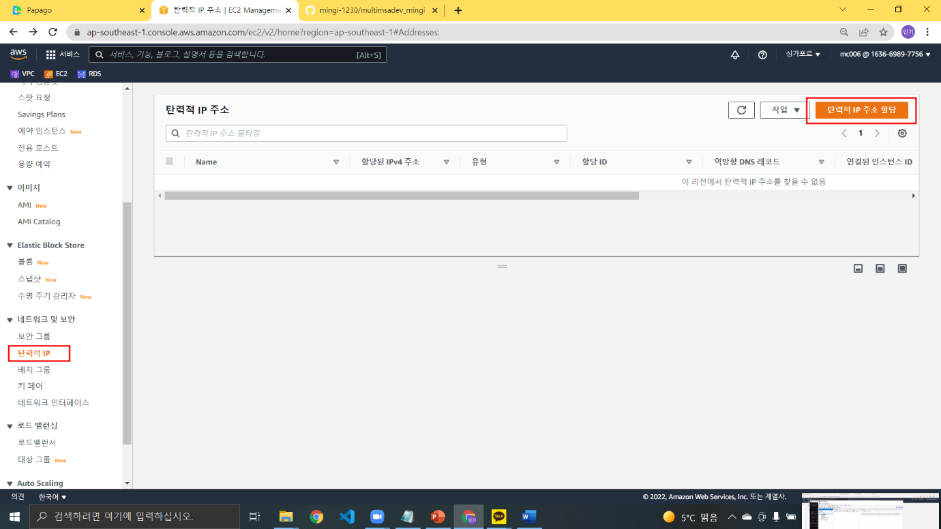 Papago
탄력적 IP 주소 | EC2 Manageme
mingi-1230/multimsadev_mingi
ap-southeast-1.console.aws.amazon.com/ec2/v2/home?region=ap-southeast-1#Addresses:
민기
aws
서비스
서비스, 기능, 블로그, 설명서 등을 검색합니다.
[Alt+S]
싱가포르
mc006 @ 1636-6989-7756
VPC
EC2
RDS
스팟 요청
Savings Plans
예약 인스턴스 New
전용 호스트
용량 예약
이미지
AMI New
AMI Catalog
Elastic Block Store
볼륨 New
스냅샷 New
수명 주기 관리자 New
네트워크 및 보안
보안 그룹
탄력적 IP
배치 그룹
키 페어
네트워크 인터페이스
로드 밸런싱
로드밸런서
대상 그룹 New
Auto Scaling
탄력적 IP 주소
작업
탄력적 IP 주소 할당
탄력적 IP 주소 필터링
1
Name
할당된 IPv4 주소
유형
할당 ID
역방향 DNS 레코드
연결된 인스턴스 ID
이 리전에서 탄력적 IP 주소를 찾을 수 없음
의견
한국어
© 2022, Amazon Web Services, Inc. 또는 계열사.
검색하려면 여기에 입력하십시오.
5°C 맑음